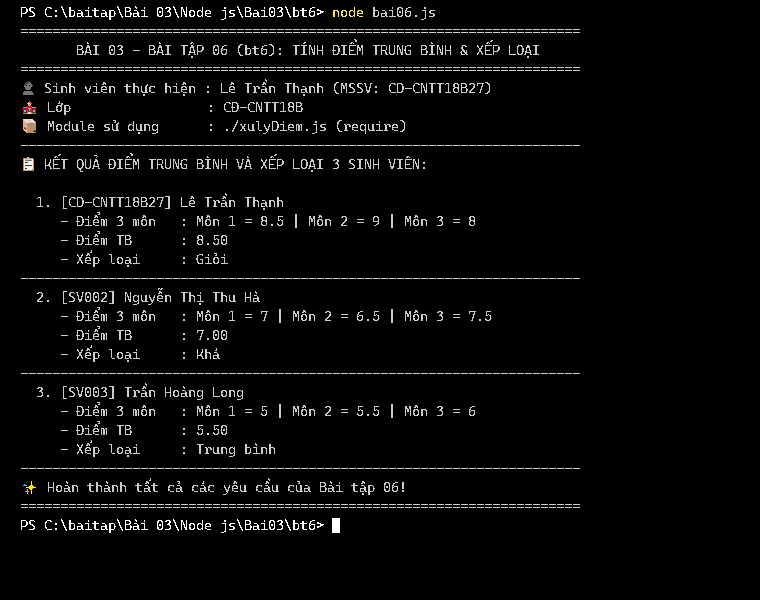 PS C:\baitap\Bài 03\Node js\Bai03\bt6> node bai06.js
======================================================================
BÀI 03 - BÀI TẬP 06 (bt6): TÍNH ĐIỂM TRUNG BÌNH & XẾP LOẠI
======================================================================
👤 Sinh viên thực hiện : Lê Trần Thạnh (MSSV: CD-CNTT18B27)
🏫 Lớp                 : CĐ-CNTT18B
📦 Module sử dụng      : ./xulyDiem.js (require)
----------------------------------------------------------------------
📋 KẾT QUẢ ĐIỂM TRUNG BÌNH VÀ XẾP LOẠI 3 SINH VIÊN:
1. [CD-CNTT18B27] Lê Trần Thạnh
- Điểm 3 môn   : Môn 1 = 8.5 | Môn 2 = 9 | Môn 3 = 8
- Điểm TB      : 8.50
- Xếp loại     : Giỏi
----------------------------------------------------------------------
2. [SV002] Nguyễn Thị Thu Hà
- Điểm 3 môn   : Môn 1 = 7 | Môn 2 = 6.5 | Môn 3 = 7.5
- Điểm TB      : 7.00
- Xếp loại     : Khá
----------------------------------------------------------------------
3. [SV003] Trần Hoàng Long
- Điểm 3 môn   : Môn 1 = 5 | Môn 2 = 5.5 | Môn 3 = 6
- Điểm TB      : 5.50
- Xếp loại     : Trung bình
----------------------------------------------------------------------
✨ Hoàn thành tất cả các yêu cầu của Bài tập 06!
======================================================================
PS C:\baitap\Bài 03\Node js\Bai03\bt6>